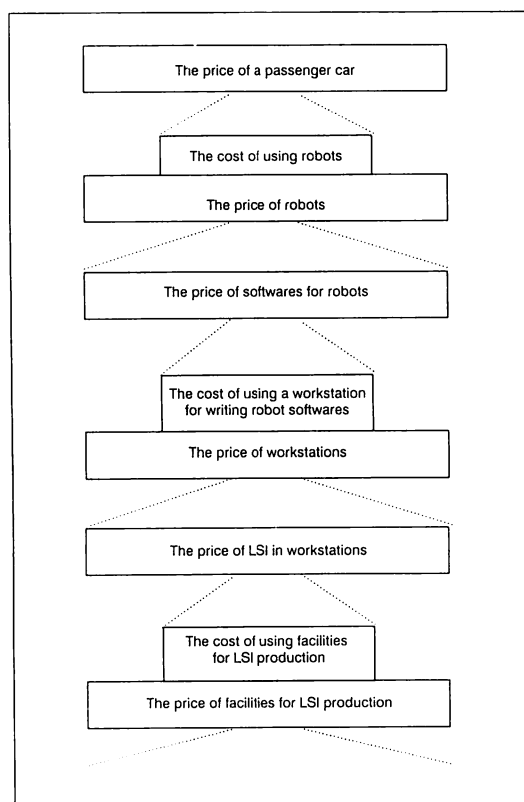 The price of a passenger car
The cost of using robots
The price of robots
The price of softwares for robots
The cost of using a workstation
for writing robot softwares
The price of workstations
The price of LSI in workstations
The cost of using facilities
for LSI production
The price of facilities for LSI production